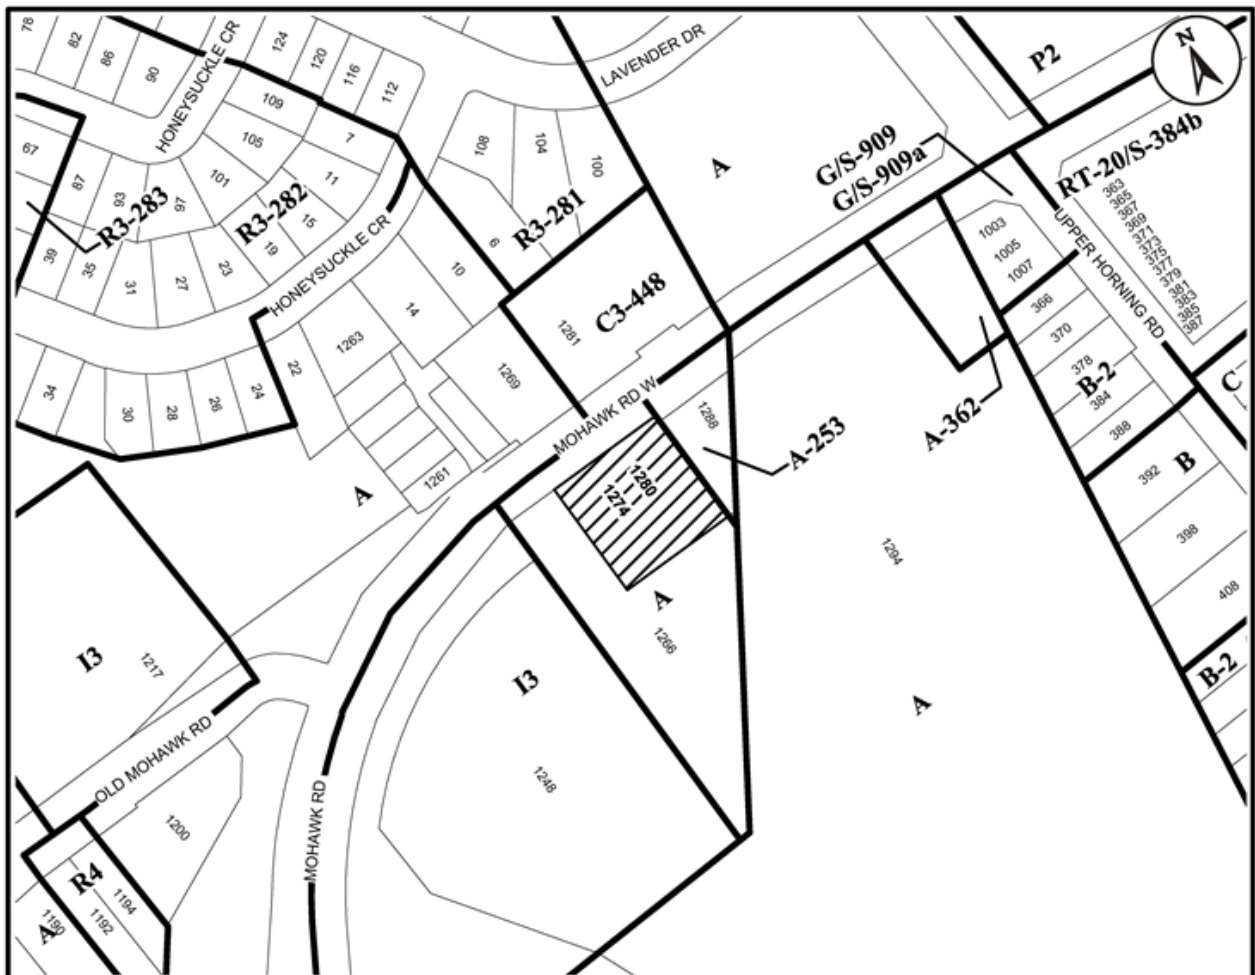 78
82
86
90
HONEYSUCKLE CR
124
120
116
112
LAVENDER DR
P2
N
109
105
7
108
104
100
67
87
93
97
101
11
15
19
R3-283
R3-282
R3-281
6
A
G/S-909
G/S-909a
RT-20/S-384b
363
365
367
369
371
373
375
377
379
381
383
385
387
39
35
31
27
23
HONEYSUCKLE CR
10
14
1003
1005
1007
UPPER HORNING RD
C3-448
1281
22
1263
1269
366
370
378
B-2
384
388
C
34
30
28
26
24
MOHAWK RD W
1288
A-253
A-362
1261
A
1280
1274
392
B
398
408
1294
A
1266
I3
1217
I3
B-2
A
OLD MOHAWK RD
1248
MOHAWK RD
1200
R4
1194
1192
1190
A